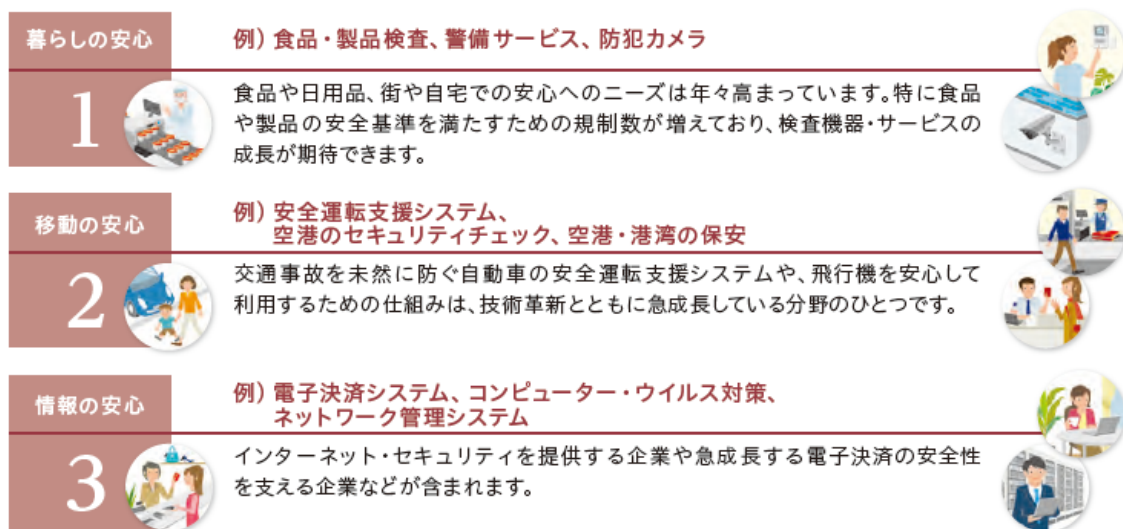 暮らしの安心
例）食品・製品検査、警備サービス、防犯カメラ
1
食品や日用品、街や自宅での安心へのニーズは年々高まっています。特に食品
や製品の安全基準を満たすための規制数が増えており、検査機器・サービスの
成長が期待できます。
移動の安心
例）安全運転支援システム、
空港のセキュリティチェック、空港・港湾の保安
2
交通事故を未然に防ぐ自動車の安全運転支援システムや、飛行機を安心して
利用するための仕組みは、技術革新とともに急成長している分野のひとつです。
情報の安心
例）電子決済システム、コンピューター・ウイルス対策、
ネットワーク管理システム
3
インターネット・セキュリティを提供する企業や急成長する電子決済の安全性
を支える企業などが含まれます。